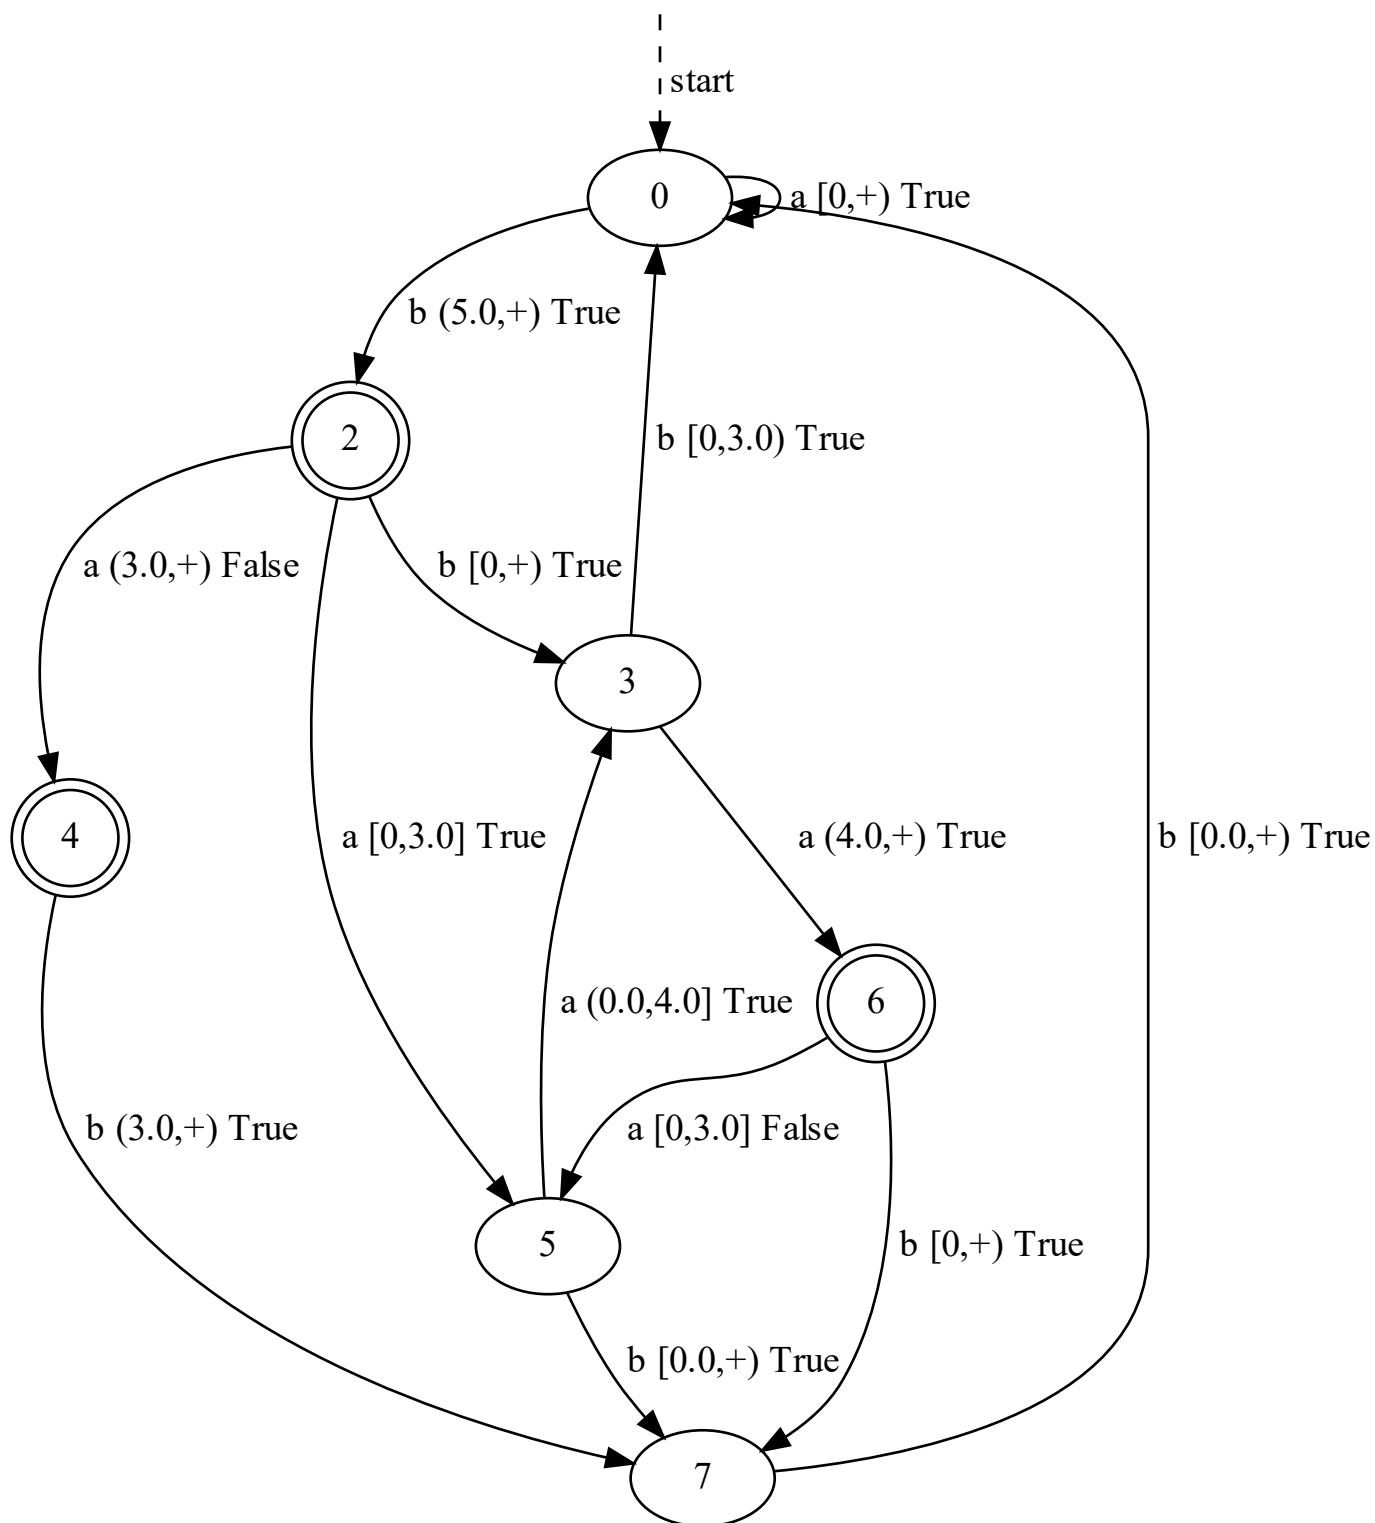 start
0
a [0,+) True
b (5.0,+) True
2
b [0,3.0) True
a (3.0,+) False
b [0,+) True
3
4
a [0,3.0] True
a (4.0,+) True
b [0.0,+) True
a (0.0,4.0] True
6
b (3.0,+) True
a [0,3.0] False
5
b [0,+) True
b [0.0,+) True
7